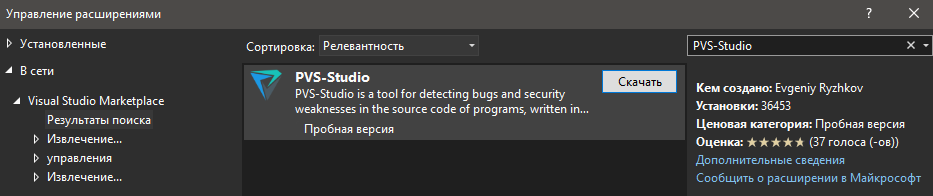 Управление расширениями
? ×
Установленные
В сети
Visual Studio Marketplace
Результаты поиска
Извлечение...
управления
Извлечение...
Сортировка: Релевантность
PVS-Studio
Скачать
PVS-Studio is a tool for detecting bugs and security
weaknesses in the source code of programs, written in...
Пробная версия
PVS-Studio
Кем создано: Evgeniy Ryzhkov
Установки: 36453
Ценовая категория: Пробная версия
Оценка: ★★★★★ (37 голоса (-ов))
Дополнительные сведения
Сообщить о расширении в Майкрософт